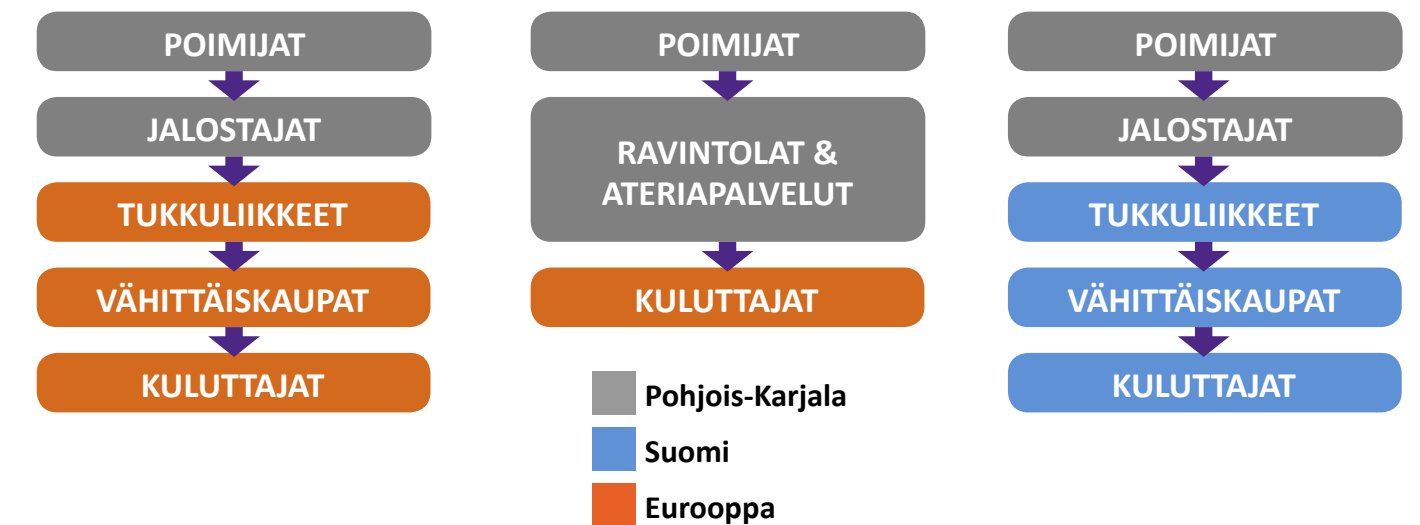 POIMIJAT
JALOSTAJAT
TUKKULIIKKEET
VÄHITTÄISKAUPAT
KULUTTAJAT
POIMIJAT
RAVINTOLAT &
ATERIAPALVELUT
KULUTTAJAT
POIMIJAT
JALOSTAJAT
TUKKULIIKKEET
VÄHITTÄISKAUPAT
KULUTTAJAT
Pohjois-Karjala
Suomi
Eurooppa